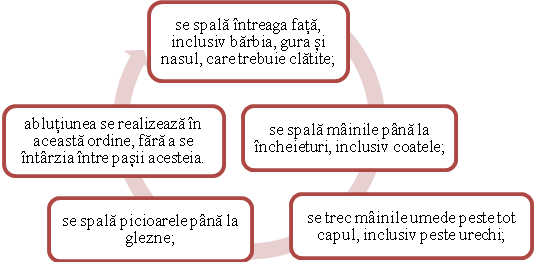 se spală întreaga față,
inclusiv bărbia, gura și
nasul, care trebuie clătite;
se spală mâinile până la
încheieturi, inclusiv coatele;
se trec mâinile umede peste tot
capul, inclusiv peste urechi;
se spală picioarele până la
glezne;
abluțiunea se realizează în
această ordine, fără a se
întârzia între pașii acesteia.